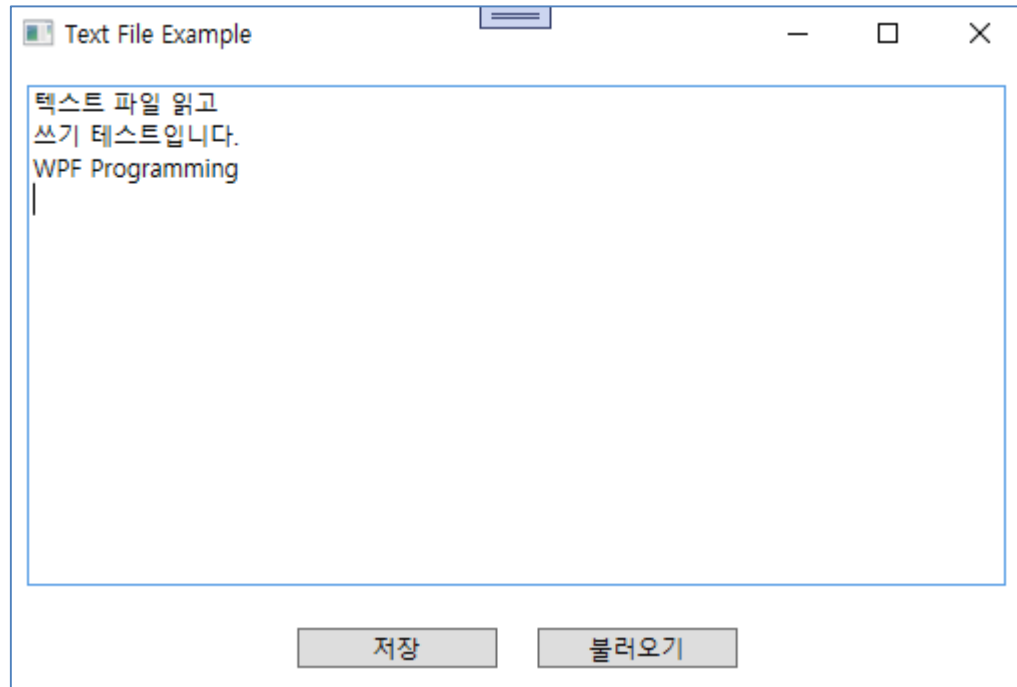 Text File Example
텍스트 파일 읽고
쓰기 테스트입니다.
WPF Programming
저장
불러오기